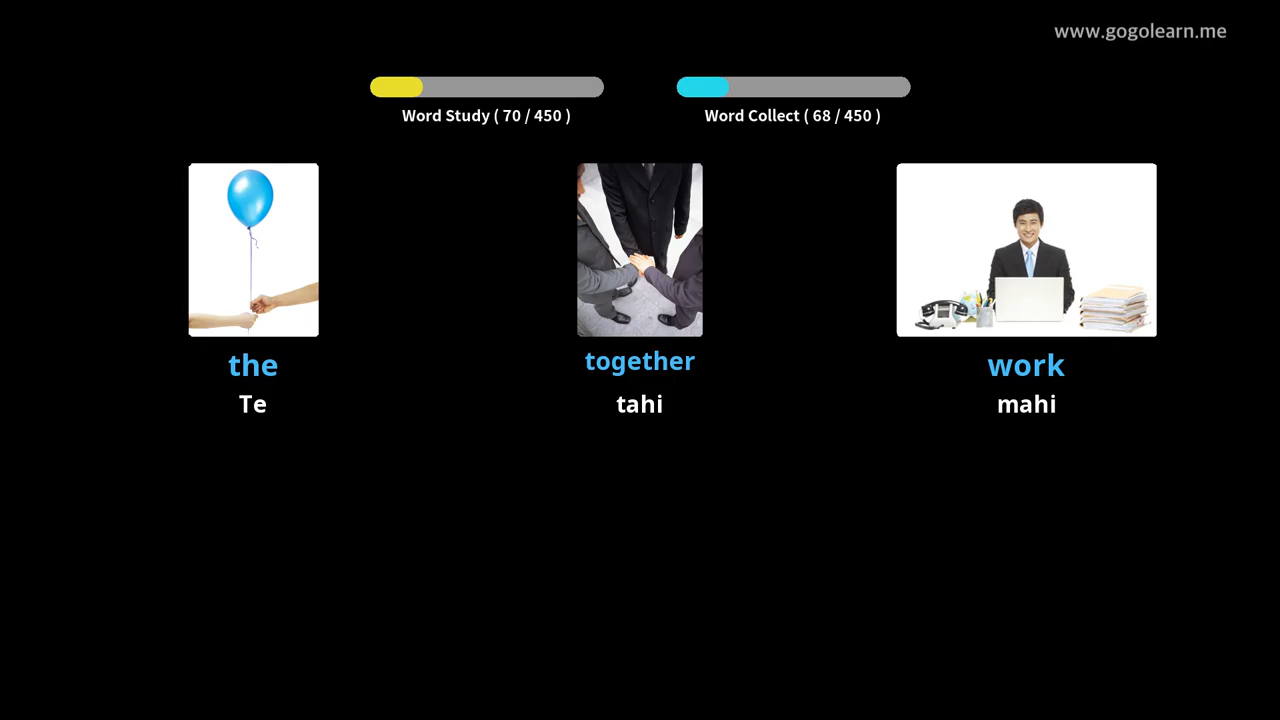 www.gogolearn.me
Word Study ( 70 / 450 )
Word Collect ( 68 / 450 )
the
together
work
Te
tahi
mahi